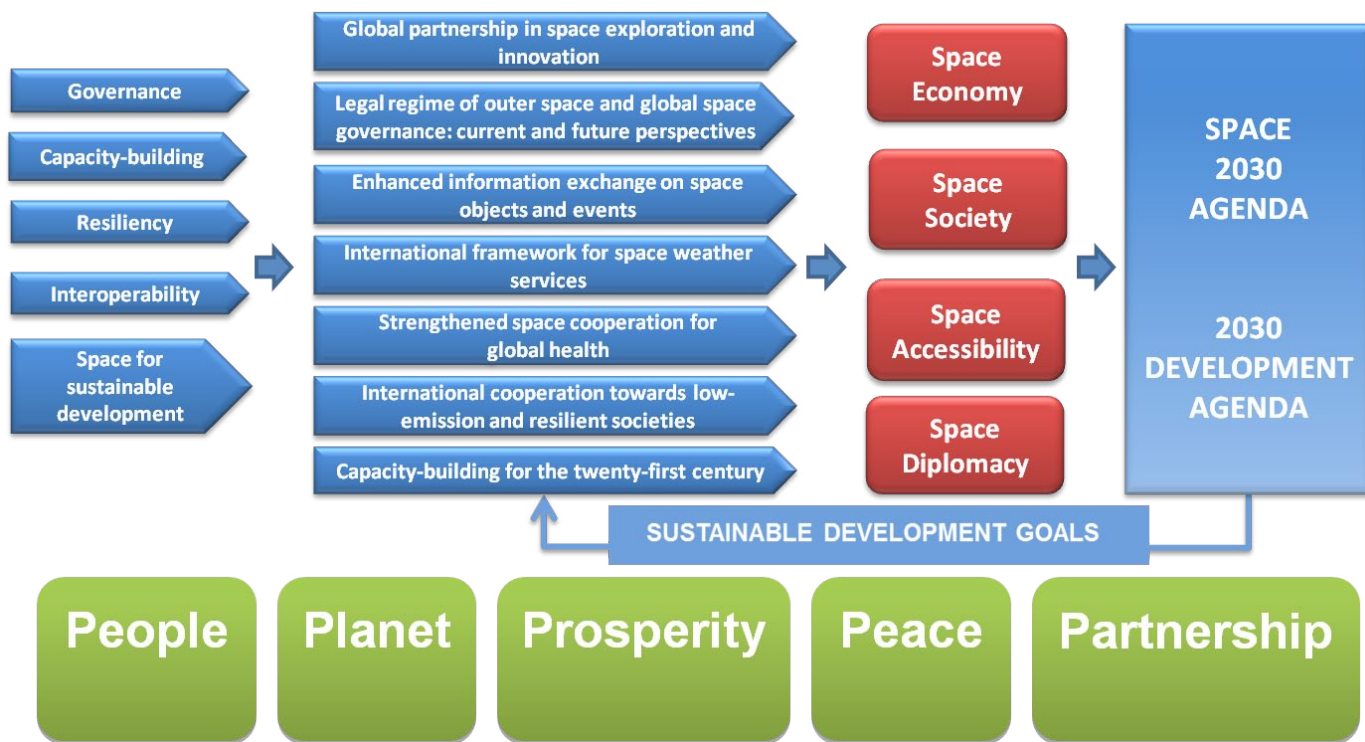 Governance
Capacity-building
Resiliency
Interoperability
Space for
sustainable
development
Global partnership in space exploration and
innovation
Legal regime of outer space and global space
governance: current and future perspectives
Enhanced information exchange on space
objects and events
International framework for space weather
services
Strengthened space cooperation for
global health
International cooperation towards low-
emission and resilient societies
Capacity-building for the twenty-first century
Space
Economy
Space
Society
Space
Accessibility
Space
Diplomacy
SPACE
2030
AGENDA
2030
DEVELOPMENT
AGENDA
SUSTAINABLE DEVELOPMENT GOALS
People
Planet
Prosperity
Peace
Partnership